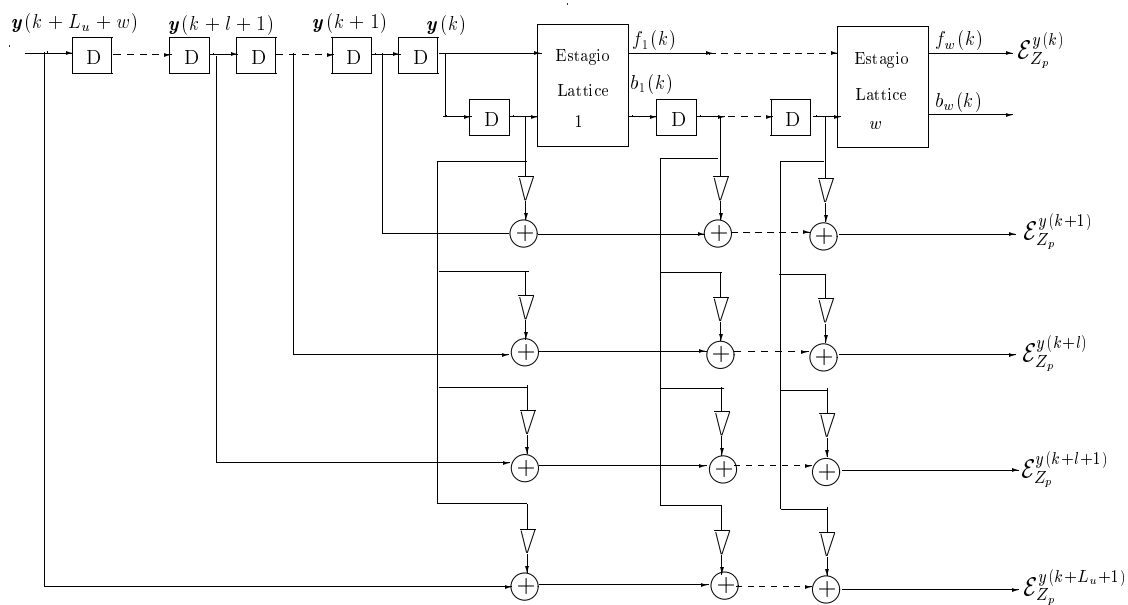 y(k + L_u + w)
y(k + l + 1)
y(k + 1)
y(k)
D
D
D
D
D
Estagio
Lattice
1
f_1(k)
b_1(k)
D
D
D
Estagio
Lattice
w
f_w(k)
b_w(k)
ℰ_{Z_p}^{y(k)}
+
+
+
ℰ_{Z_p}^{y(k+1)}
+
+
+
ℰ_{Z_p}^{y(k+l)}
+
+
+
ℰ_{Z_p}^{y(k+l+1)}
+
+
+
ℰ_{Z_p}^{y(k+L_u+1)}